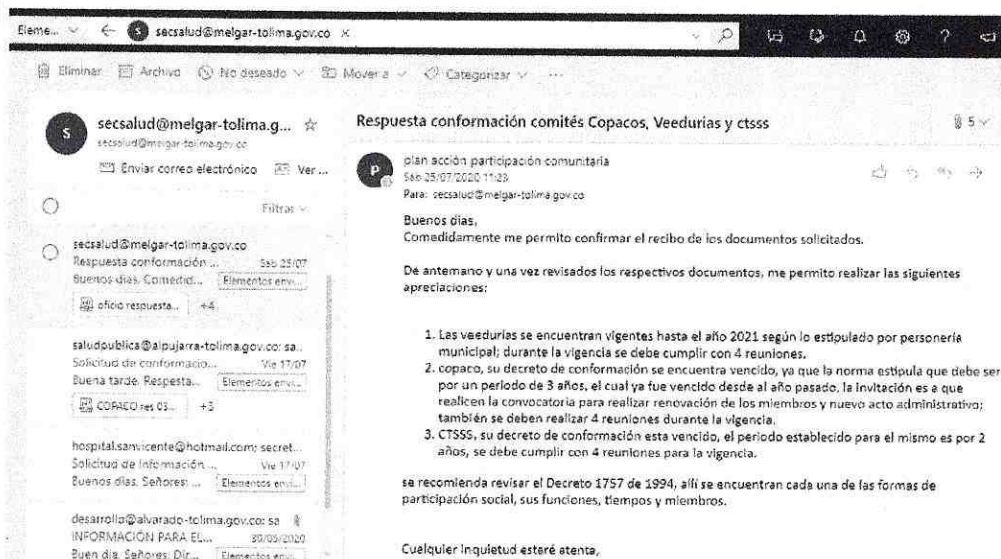 Eleme...
secsalud@melgar-tolima.gov.co ×
Eliminar Archivo No deseado Mover a Categorizar ...
S
secsalud@melgar-tolima.g...
secsalud@melgar-tolima.gov.co
Enviar correo electrónico Ver ...
Filtrar
secsalud@melgar-tolima.gov.co
Respuesta conformación ... Sáb 25/07
Buenos días, Comedid... Elementos envi...
oficio respuesta... +4
saludpublica@alpujarra-tolima.gov.co; sa...
Solicitud de conformacio... Vie 17/07
Buena tarde. Respesta... Elementos envi...
COPACO res 03... +3
hospital.sanvicente@hotmail.com; secret...
Solicitud de Información ... Vie 17/07
Buenos días. Señores: ... Elementos envi...
desarrollo@alvarado-tolima.gov.co; sa
INFORMACIÓN PARA EL... 30/05/2020
Buen día. Señores: Dir... Elementos envi...
Respuesta conformación comités Copacos, Veedurias y ctsss
5
P
plan acción participación comunitaria
Sáb 25/07/2020 11:23
Para: secsalud@melgar-tolima.gov.co
Buenos días,
Comedidamente me permito confirmar el recibo de los documentos solicitados.
De antemano y una vez revisados los respectivos documentos, me permito realizar las siguientes
apreciaciones:
1. Las veedurías se encuentran vigentes hasta el año 2021 según lo estipulado por personería
municipal; durante la vigencia se debe cumplir con 4 reuniones.
2. copaco, su decreto de conformación se encuentra vencido, ya que la norma estipula que debe ser
por un periodo de 3 años, el cual ya fue vencido desde al año pasado, la invitación es a que
realicen la convocatoria para realizar renovación de los miembros y nuevo acto administrativo;
también se deben realizar 4 reuniones durante la vigencia.
3. CTSSS, su decreto de conformación esta vencido, el periodo establecido para el mismo es por 2
años, se debe cumplir con 4 reuniones para la vigencia.
se recomienda revisar el Decreto 1757 de 1994, allí se encuentran cada una de las formas de
participación social, sus funciones, tiempos y miembros.
Cualquier inquietud estaré atenta,